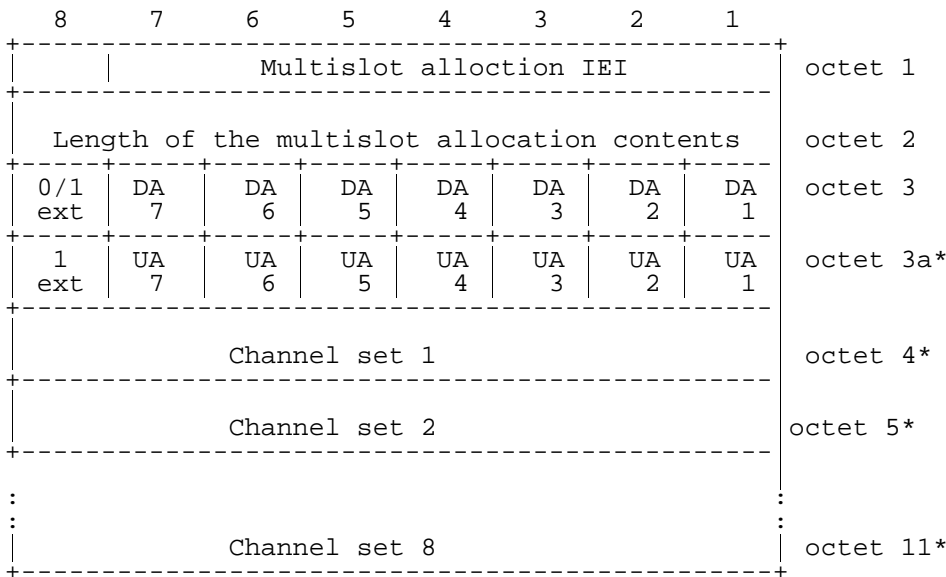 8 7 6 5 4 3 2 1
Multislot alloction IEI octet 1
Length of the multislot allocation contents octet 2
0/1 DA DA DA DA DA DA DA octet 3
ext 7 6 5 4 3 2 1
1 UA UA UA UA UA UA UA octet 3a*
ext 7 6 5 4 3 2 1
Channel set 1 octet 4*
Channel set 2 octet 5*
: :
: :
Channel set 8 octet 11*